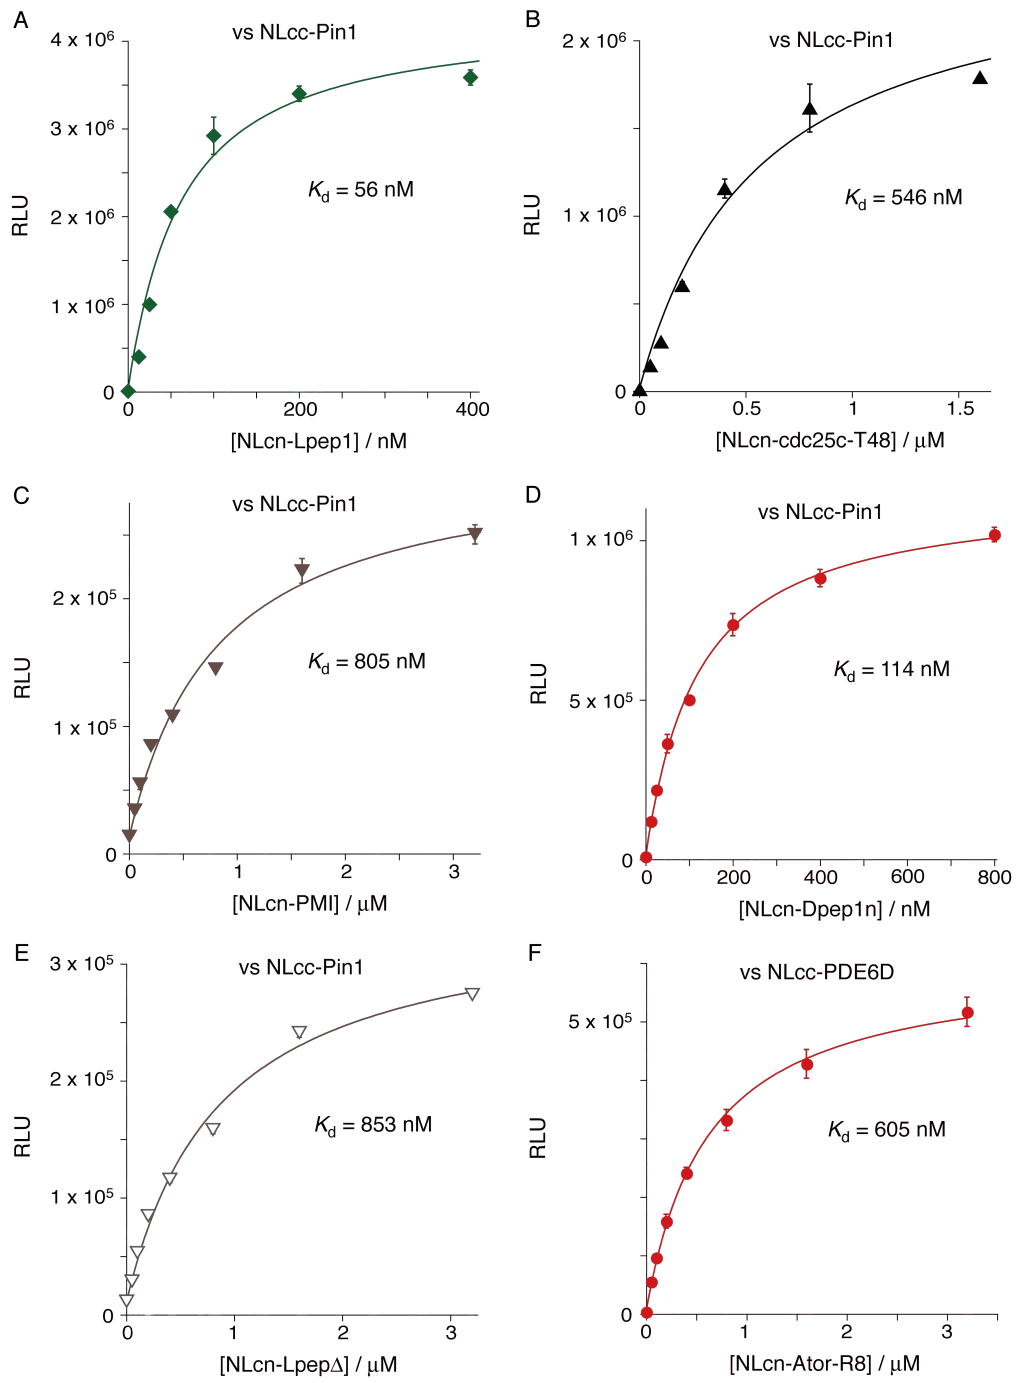 A
vs NLcc-Pin1
4 x 10⁶
3 x 10⁶
2 x 10⁶
1 x 10⁶
0
RLU
Kd = 56 nM
0 200 400
[NLcn-Lpep1] / nM
B
vs NLcc-Pin1
2 x 10⁶
1 x 10⁶
0
RLU
Kd = 546 nM
0 0.5 1 1.5
[NLcn-cdc25c-T48] / μM
C
vs NLcc-Pin1
2 x 10⁵
1 x 10⁵
0
RLU
Kd = 805 nM
0 1 2 3
[NLcn-PMI] / μM
D
vs NLcc-Pin1
1 x 10⁶
5 x 10⁵
0
RLU
Kd = 114 nM
0 200 400 600 800
[NLcn-Dpep1n] / nM
E
vs NLcc-Pin1
3 x 10⁵
2 x 10⁵
1 x 10⁵
0
RLU
Kd = 853 nM
0 1 2 3
[NLcn-LpepΔ] / μM
F
vs NLcc-PDE6D
5 x 10⁵
0
RLU
Kd = 605 nM
0 1 2 3
[NLcn-Ator-R8] / μM